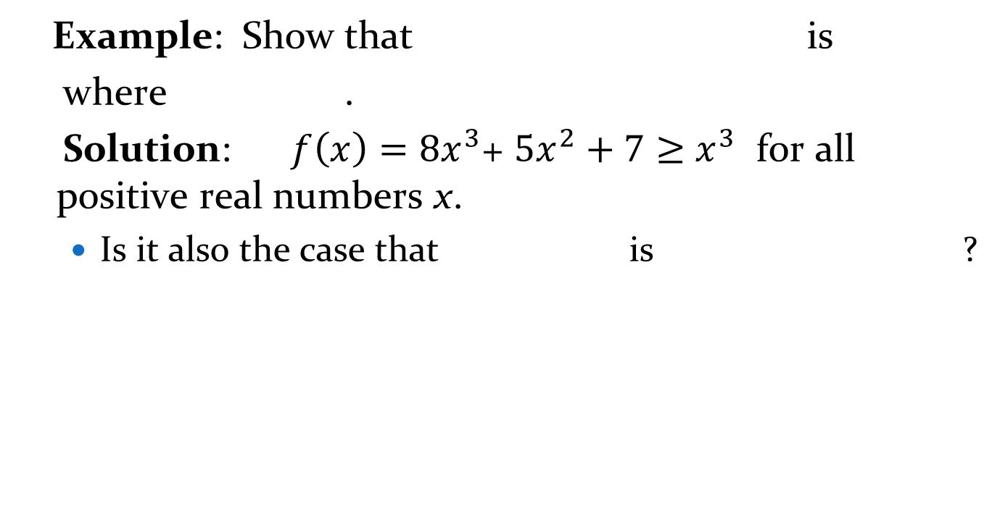 Example: Show that is
where .
Solution: f(x) = 8x³+ 5x² + 7 ≥ x³ for all
positive real numbers x.
• Is it also the case that is ?